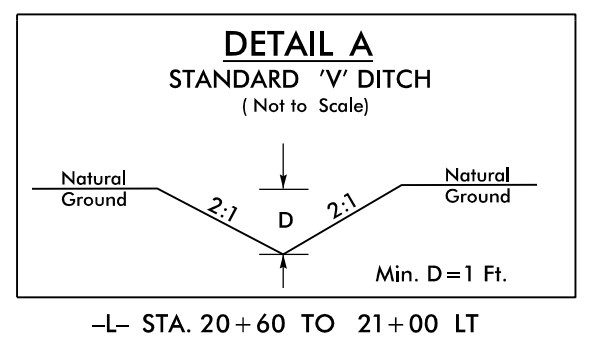 DETAIL A
STANDARD 'V' DITCH
( Not to Scale)
Natural
Ground
2:1
D
2:1
Natural
Ground
Min. D=1 Ft.
-L- STA. 20+60 TO 21+00 LT